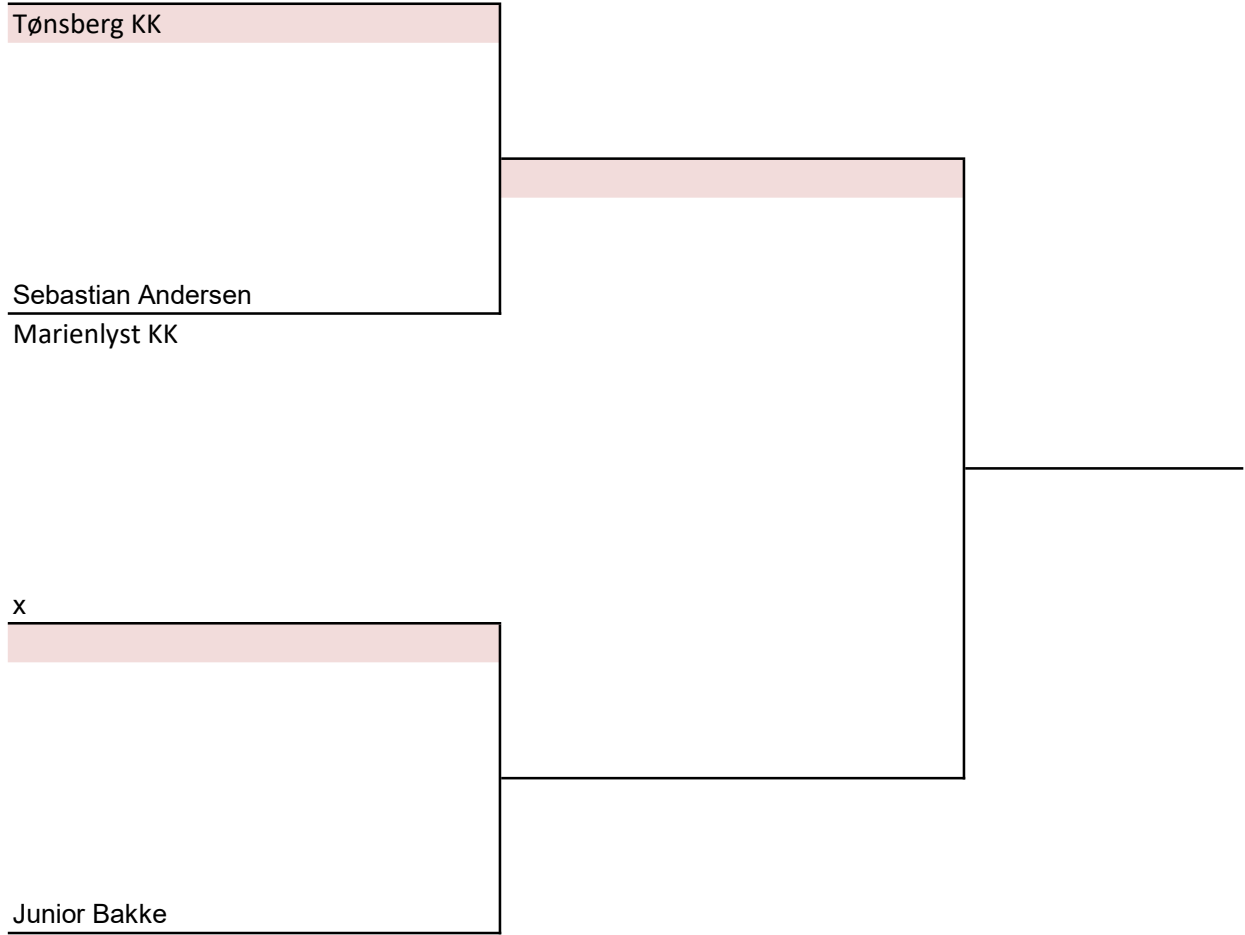 Tønsberg KK
Sebastian Andersen
Marienlyst KK
x
Junior Bakke